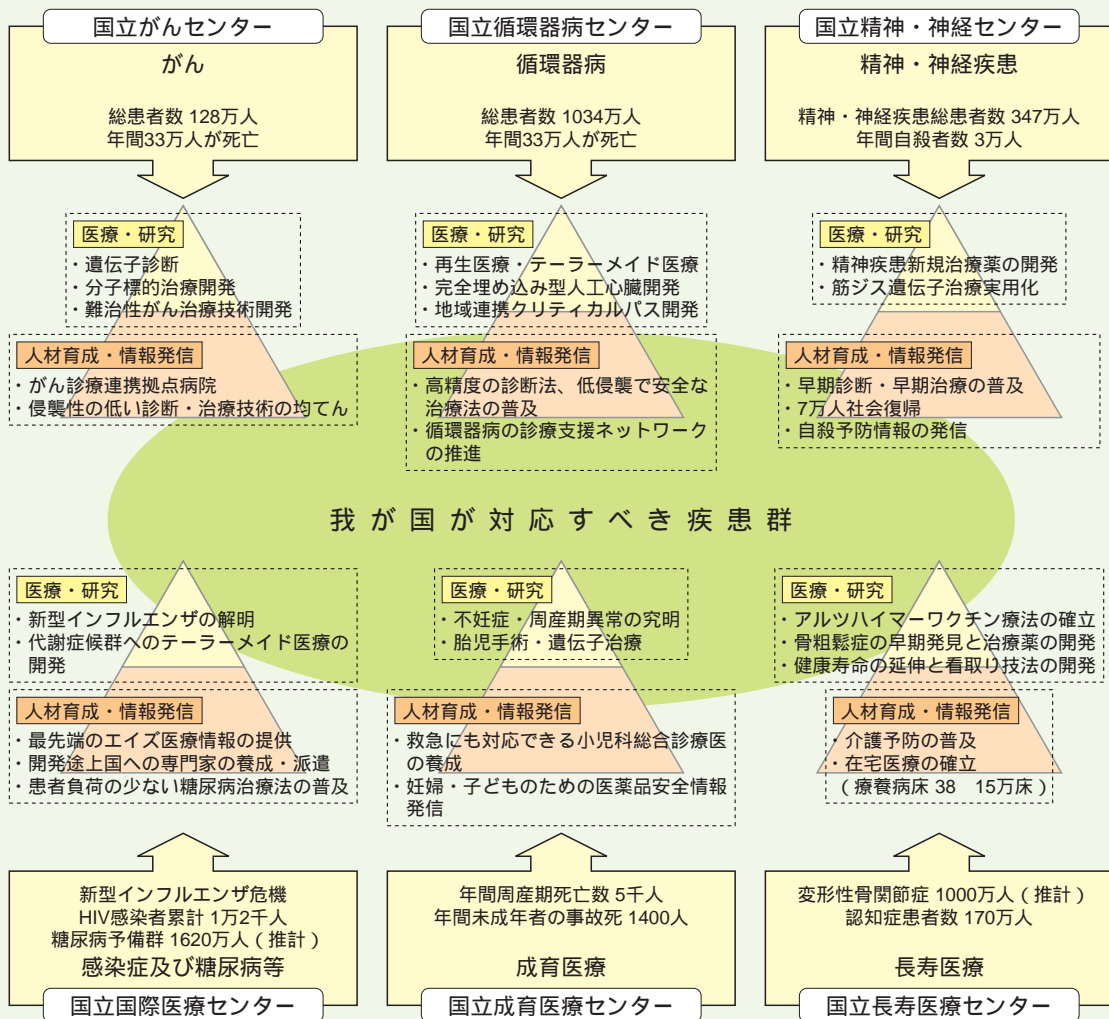 国立がんセンター
がん
総患者数 128万人
年間33万人が死亡
国立循環器病センター
循環器病
総患者数 1034万人
年間33万人が死亡
国立精神・神経センター
精神・神経疾患
精神・神経疾患総患者数 347万人
年間自殺者数 3万人
医療・研究
・遺伝子診断
・分子標的治療開発
・難治性がん治療技術開発
人材育成・情報発信
・がん診療連携拠点病院
・侵襲性の低い診断・治療技術の均てん
医療・研究
・再生医療・テーラーメイド医療
・完全埋め込み型人工心臓開発
・地域連携クリティカルパス開発
人材育成・情報発信
・高精度の診断法、低侵襲で安全な
治療法の普及
・循環器病の診療支援ネットワーク
の推進
医療・研究
・精神疾患新規治療薬の開発
・筋ジス遺伝子治療実用化
人材育成・情報発信
・早期診断・早期治療の普及
・7万人社会復帰
・自殺予防情報の発信
我が国が対応すべき疾患群
医療・研究
・新型インフルエンザの解明
・代謝症候群へのテーラーメイド医療の
開発
人材育成・情報発信
・最先端のエイズ医療情報の提供
・開発途上国への専門家の養成・派遣
・患者負荷の少ない糖尿病治療法の普及
医療・研究
・不妊症・周産期異常の究明
・胎児手術・遺伝子治療
人材育成・情報発信
・救急にも対応できる小児科総合診療医
の養成
・妊婦・子どものための医薬品安全情報
発信
医療・研究
・アルツハイマーワクチン療法の確立
・骨粗鬆症の早期発見と治療薬の開発
・健康寿命の延伸と看取り技法の開発
人材育成・情報発信
・介護予防の普及
・在宅医療の確立
（療養病床 38　15万床）
新型インフルエンザ危機
HIV感染者累計 1万2千人
糖尿病予備群 1620万人（推計）
感染症及び糖尿病等
国立国際医療センター
年間周産期死亡数 5千人
年間未成年者の事故死 1400人
成育医療
国立成育医療センター
変形性骨関節症 1000万人（推計）
認知症患者数 170万人
長寿医療
国立長寿医療センター